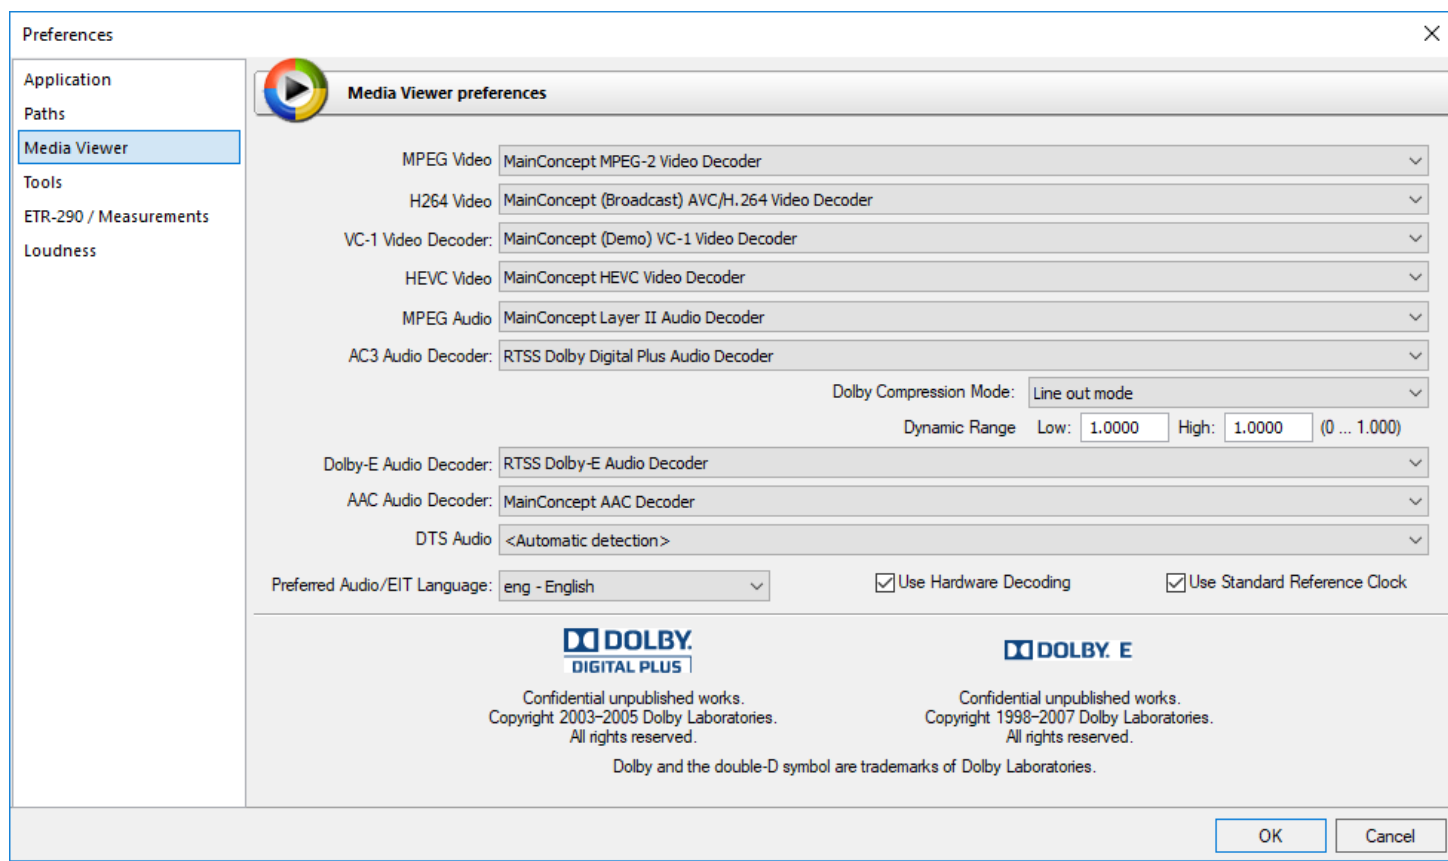 Preferences
Application
Paths
Media Viewer
Tools
ETR-290 / Measurements
Loudness
Media Viewer preferences
MPEG Video MainConcept MPEG-2 Video Decoder
H264 Video MainConcept (Broadcast) AVC/H.264 Video Decoder
VC-1 Video Decoder: MainConcept (Demo) VC-1 Video Decoder
HEVC Video MainConcept HEVC Video Decoder
MPEG Audio MainConcept Layer II Audio Decoder
AC3 Audio Decoder: RTSS Dolby Digital Plus Audio Decoder
Dolby Compression Mode: Line out mode
Dynamic Range Low: 1.0000 High: 1.0000 (0 ... 1.000)
Dolby-E Audio Decoder: RTSS Dolby-E Audio Decoder
AAC Audio Decoder: MainConcept AAC Decoder
DTS Audio <Automatic detection>
Preferred Audio/EIT Language: eng - English Use Hardware Decoding Use Standard Reference Clock
DOLBY.
DIGITAL PLUS
Confidential unpublished works.
Copyright 2003-2005 Dolby Laboratories.
All rights reserved.
DOLBY. E
Confidential unpublished works.
Copyright 1998-2007 Dolby Laboratories.
All rights reserved.
Dolby and the double-D symbol are trademarks of Dolby Laboratories.
OK Cancel